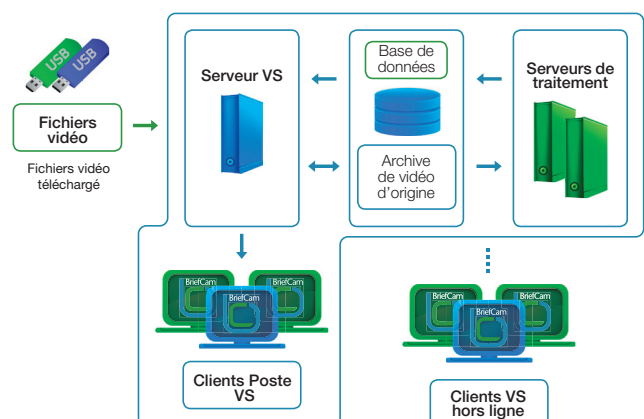 USB
USB
Fichiers
vidéo
Fichiers vidéo
téléchargé
Serveur VS
Base de
données
Archive
de vidéo
d'origine
Serveurs de
traitement
BriefCam
BriefCam
BriefCam
Clients Poste
VS
BriefCam
BriefCam
BriefCam
Clients VS
hors ligne